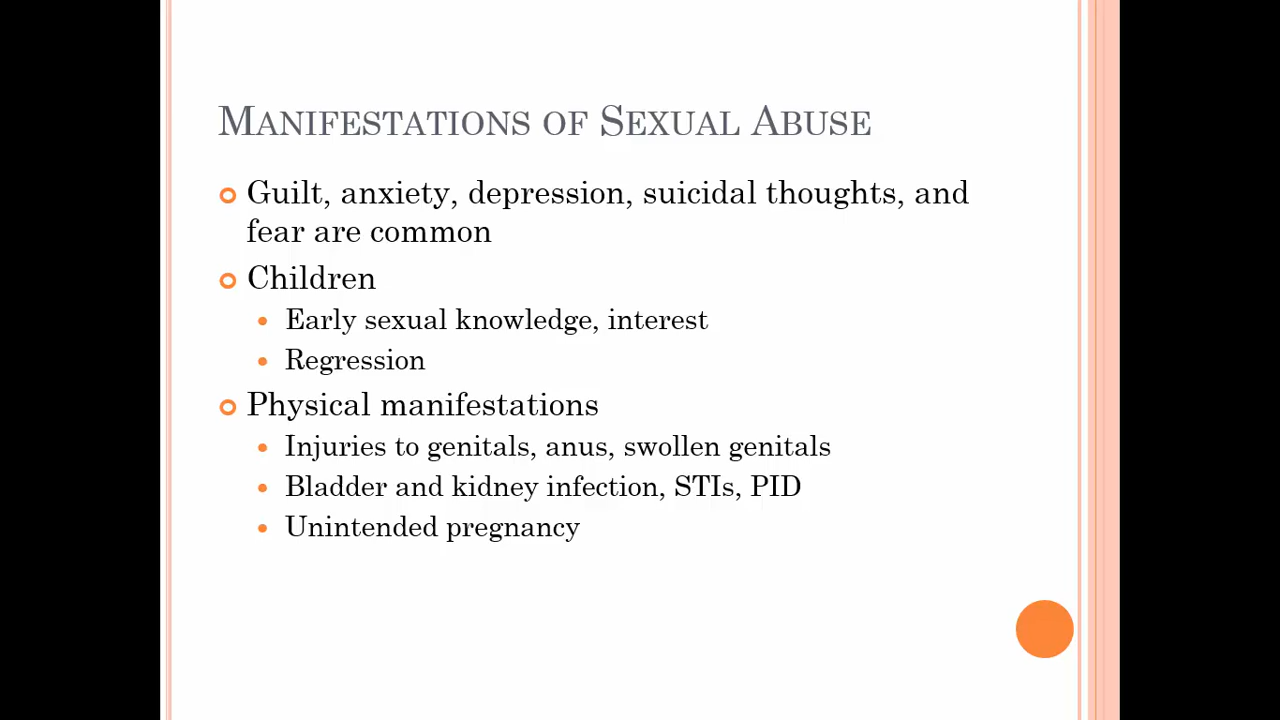 Manifestations of Sexual Abuse
Guilt, anxiety, depression, suicidal thoughts, and
fear are common
Children
Early sexual knowledge, interest
Regression
Physical manifestations
Injuries to genitals, anus, swollen genitals
Bladder and kidney infection, STIs, PID
Unintended pregnancy